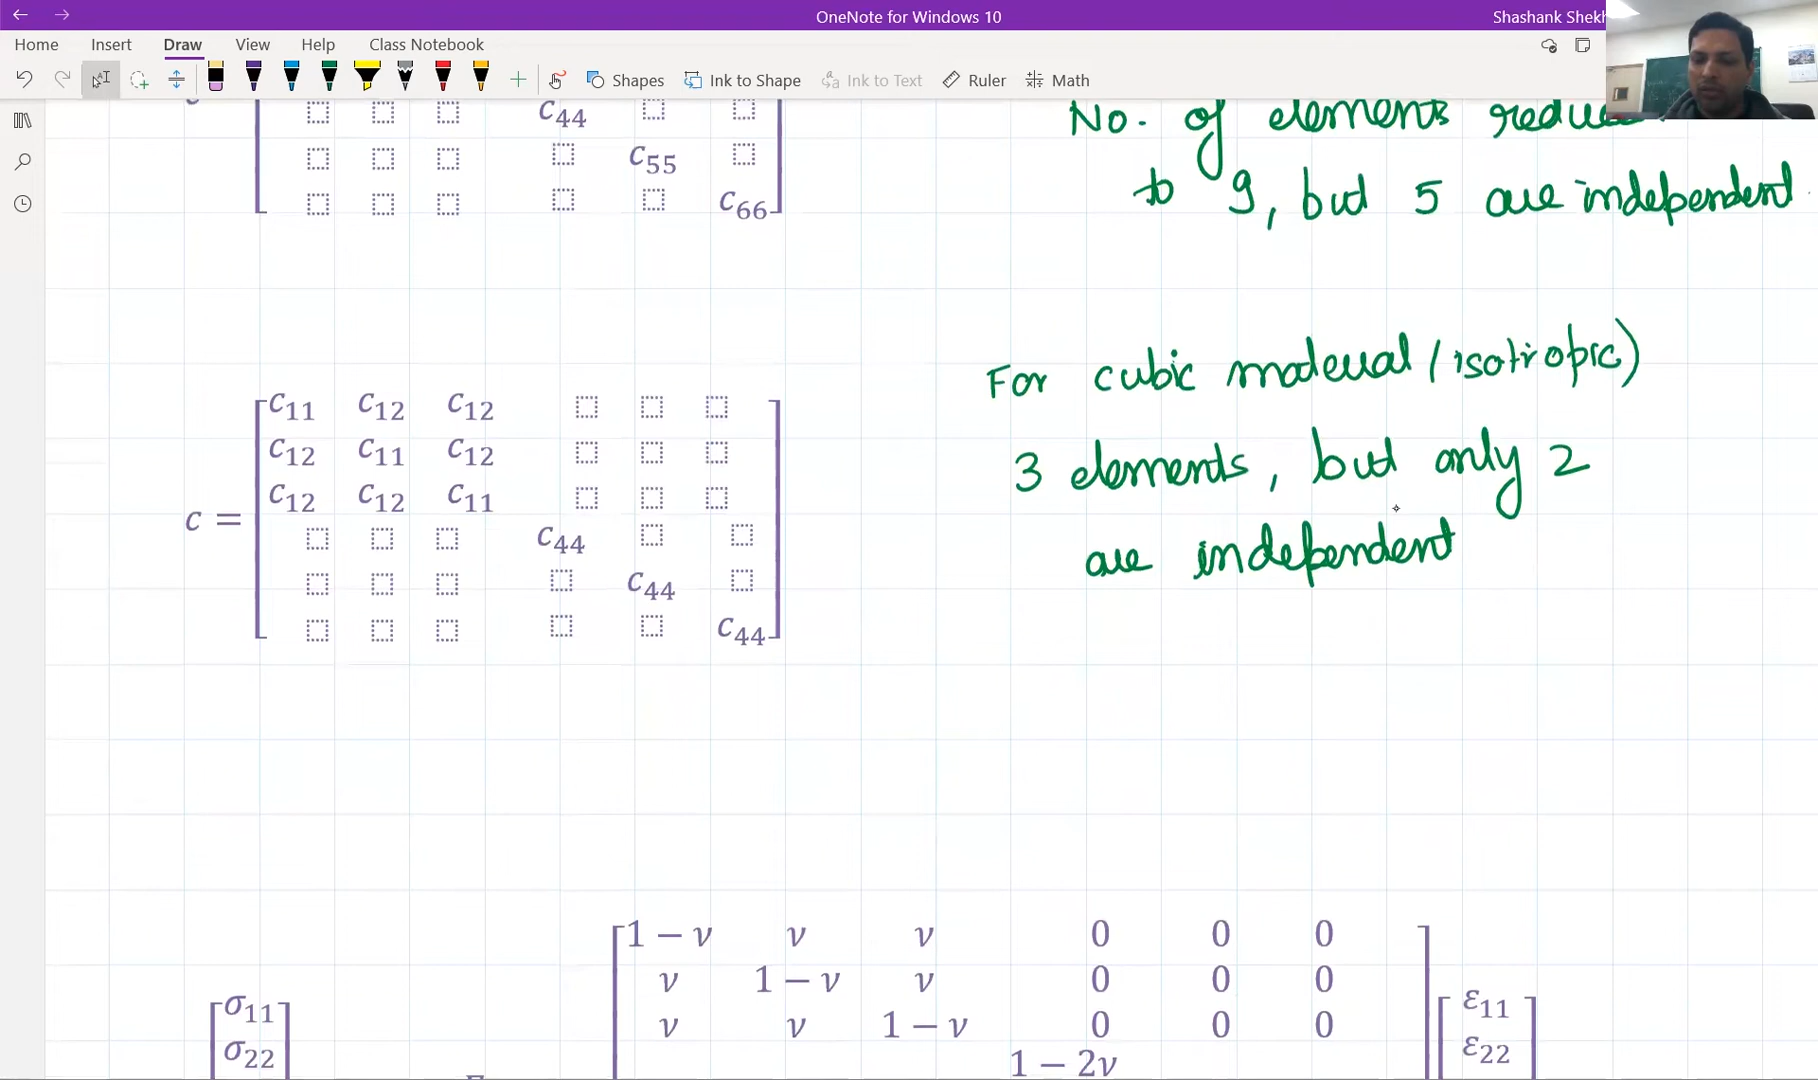 OneNote for Windows 10
Shashank Shekh
Home Insert Draw View Help Class Notebook
Shapes Ink to Shape Ink to Text Ruler Math
No. of elements reduce
to 9, but 5 are independent
c44
c55
c66
For cubic material (isotropic)
3 elements, but only 2
are independent
c =
c11 c12 c12
c12 c11 c12
c12 c12 c11
c44
c44
c44
1 − ν ν ν 0 0 0
ν 1 − ν ν 0 0 0
ν ν 1 − ν 0 0 0
1 − 2ν
σ11
σ22
ε11
ε22